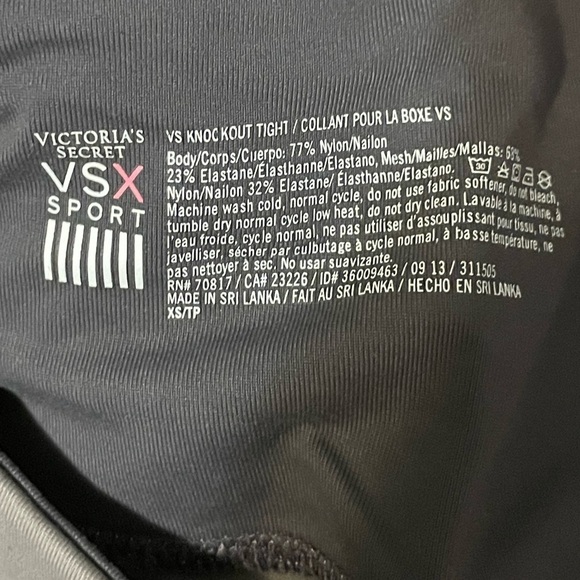 VICTORIA'S
SECRET
VSX
SPORT
VS KNOCKOUT TIGHT / COLLANT POUR LA BOXE VS
Body/Corps/Cuerpo: 77% Nylon/Nailon
23% Elastane/Élasthanne/Elastano, Mesh/Mailles/Mallas: 68%
Nylon/Nailon 32% Elastane/ Élasthanne/Elastano. 30
Machine wash cold, normal cycle, do not use fabric softener, do not bleach,
tumble dry normal cycle low heat, do not dry clean. Lavable à la machine, à
l'eau froide, cycle normal, ne pas utiliser d'assouplissant pour tissu, ne pas
javelliser, sécher par culbutage à cycle normal, à basse température, ne
pas nettoyer à sec. No usar suavizante.
RN# 70817 / CA# 23226 / ID# 36009463 / 09 13 / 311505
MADE IN SRI LANKA / FAIT AU SRI LANKA / HECHO EN SRI LANKA
XS/TP